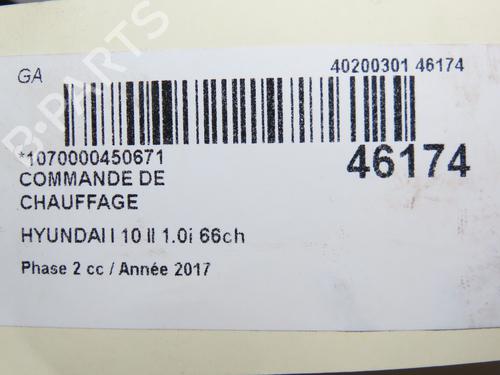 GA
40200301 46174
*1070000450671
46174
COMMANDE DE
CHAUFFAGE
HYUNDAI I 10 II 1.0i 66ch
Phase 2 cc / Année 2017
B-PARTS